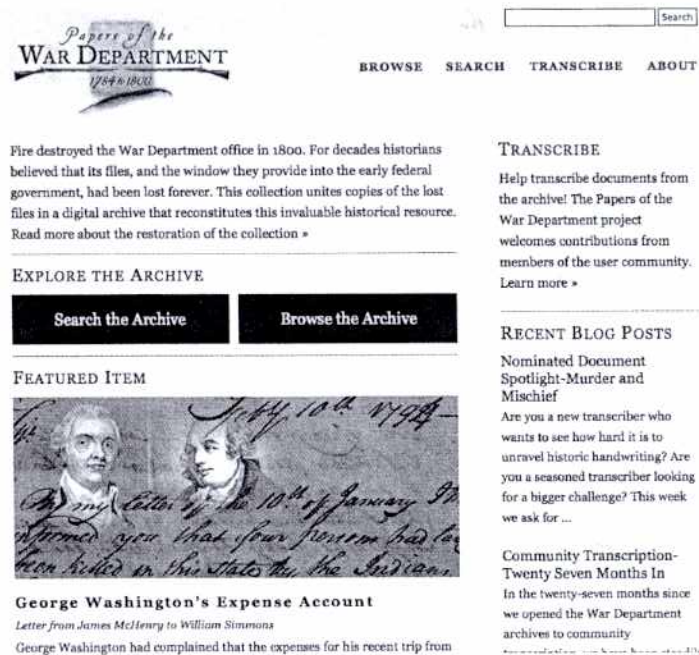 Search
Papers of the
WAR DEPARTMENT
1784 to 1800
BROWSE SEARCH TRANSCRIBE ABOUT
Fire destroyed the War Department office in 1800. For decades historians
believed that its files, and the window they provide into the early federal
government, had been lost forever. This collection unites copies of the lost
files in a digital archive that reconstitutes this invaluable historical resource.
Read more about the restoration of the collection »
EXPLORE THE ARCHIVE
Search the Archive Browse the Archive
FEATURED ITEM
10th 1794
my letter of the 10th of January
informed you that four persons had
been killed in this State by the Indians
George Washington's Expense Account
Letter from James McHenry to William Simmons
George Washington had complained that the expenses for his recent trip from
TRANSCRIBE
Help transcribe documents from
the archive! The Papers of the
War Department project
welcomes contributions from
members of the user community.
Learn more »
RECENT BLOG POSTS
Nominated Document
Spotlight-Murder and
Mischief
Are you a new transcriber who
wants to see how hard it is to
unravel historic handwriting? Are
you a seasoned transcriber looking
for a bigger challenge? This week
we ask for ...
Community Transcription-
Twenty Seven Months In
In the twenty-seven months since
we opened the War Department
archives to community